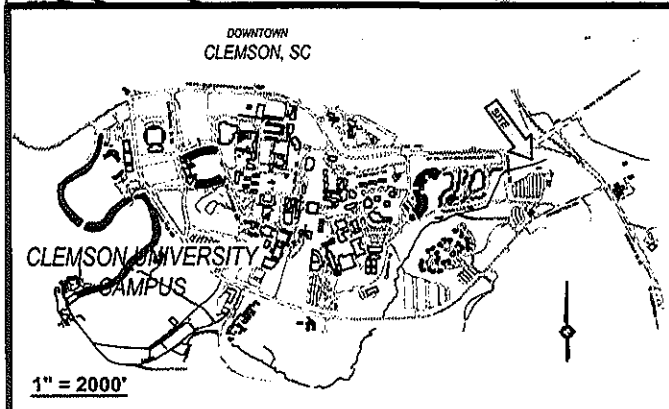 DOWNTOWN
CLEMSON, SC
SITE
CLEMSON UNIVERSITY
CAMPUS
1" = 2000'